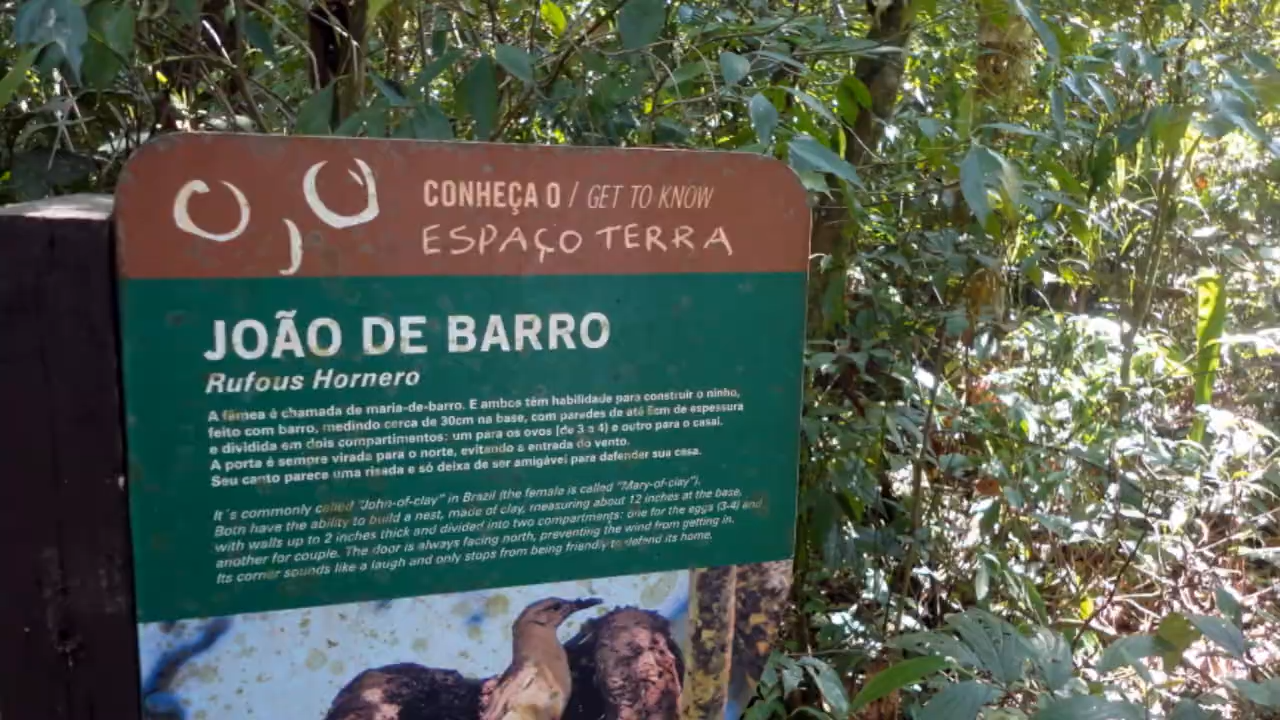 CONHEÇA O / GET TO KNOW
ESPAÇO TERRA
JOÃO DE BARRO
Rufous Hornero
A fêmea é chamada de maria-de-barro. E ambos têm habilidade para construir o ninho,
feito com barro, medindo cerca de 30cm na base, com paredes de até 5cm de espessura
e dividida em dois compartimentos: um para os ovos (de 3 a 4) e outro para o casal.
A porta é sempre virada para o norte, evitando a entrada do vento.
Seu canto parece uma risada e só deixa de ser amigável para defender sua casa.
It´s commonly called "John-of-clay" in Brazil (the female is called "Mary-of-clay").
Both have the ability to build a nest, made of clay, measuring about 12 inches at the base,
with walls up to 2 inches thick and divided into two compartments: one for the eggs (3-4) and
another for couple. The door is always facing north, preventing the wind from getting in.
Its corner sounds like a laugh and only stops from being friendly to defend its home.